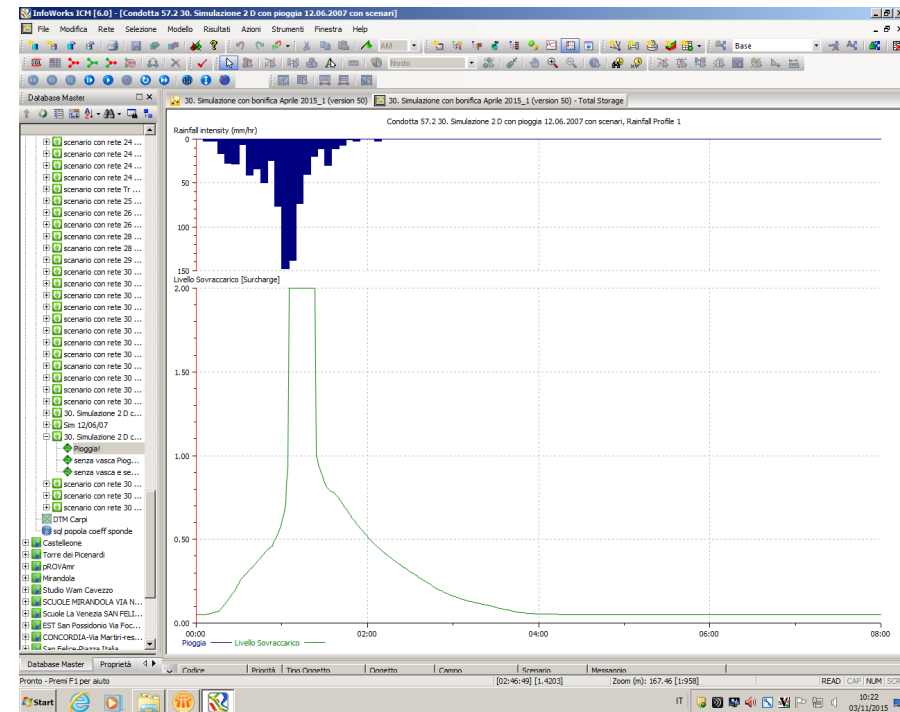 InfoWorks ICM [6.0] - [Condotta 57.2 30. Simulazione 2 D con pioggia 12.06.2007 con scenari]
File Modifica Rete Selezione Modello Risultati Azioni Strumenti Finestra Help
AM Base
Nodo
Database Master
30. Simulazione con bonifica Aprile 2015_1 (version 50) 30. Simulazione con bonifica Aprile 2015_1 (version 50) - Total Storage
Condotta 57.2 30. Simulazione 2 D con pioggia 12.06.2007 con scenari, Rainfall Profile 1
Rainfall intensity (mm/hr)
0
50
100
150
Livello Sovraccarico [Surcharge]
2.00
1.50
1.00
0.50
0.00
00:00 02:00 04:00 06:00 08:00
Pioggia Livello Sovraccarico
scenario con rete 24 ...
scenario con rete 24 ...
scenario con rete 24 ...
scenario con rete 24 ...
scenario con rete Tr ...
scenario con rete 25 ...
scenario con rete 26 ...
scenario con rete 26 ...
scenario con rete 28 ...
scenario con rete 28 ...
scenario con rete 29 ...
scenario con rete 30 ...
scenario con rete 30 ...
scenario con rete 30 ...
scenario con rete 30 ...
scenario con rete 30 ...
scenario con rete 30 ...
scenario con rete 30 ...
scenario con rete 30 ...
scenario con rete 30 ...
scenario con rete 30 ...
scenario con rete 30 ...
scenario con rete 30 ...
30. Simulazione 2 D c...
Sim 12/06/07
30. Simulazione 2 D c...
Pioggia!
senza vasca Piog...
senza vasca e se...
scenario con rete 30 ...
scenario con rete 30 ...
scenario con rete 30 ...
DTM Carpi
sql popola coeff sponde
Castelleone
Torre dei Picenardi
pROVAmr
Mirandola
Studio Wam Cavezzo
SCUOLE MIRANDOLA VIA N...
Scuole La Venezia SAN FELI...
EST San Possidonio Via Foc...
CONCORDIA-Via Martiri-res...
San Felice-Piazza Italia
Database Master Proprietà
Codice Priorità Tipo Oggetto Oggetto Campo Scenario Messaggio
Pronto - Premi F1 per aiuto [02:46:49] [1.4203] Zoom (m): 167.46 [1:958] READ CAP NUM SCR
Start IT 10:22
03/11/2015